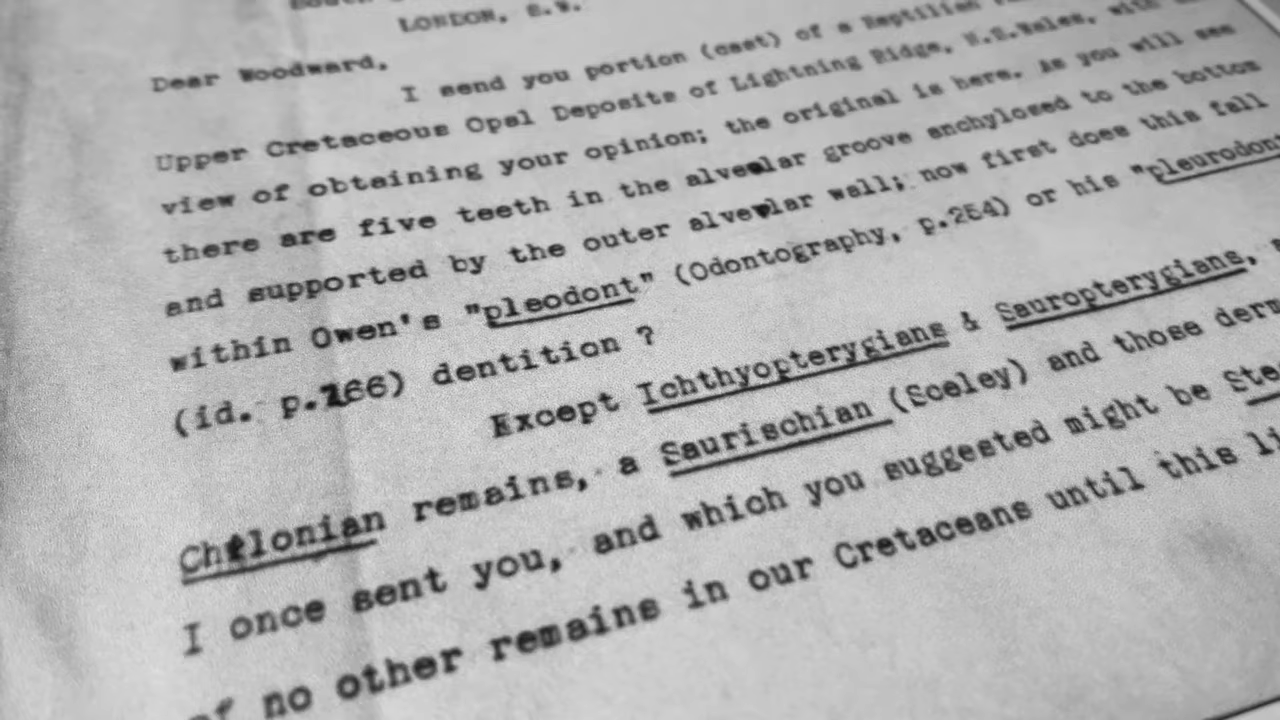 LONDON, S.W.
Dear Woodward,
I send you portion (cast) of a Reptilian
Upper Cretaceous Opal Deposits of Lightning Ridge, N.S.Wales, with
view of obtaining your opinion; the original is here. As you will see
there are five teeth in the alveolar groove anchylosed to the bottom
and supported by the outer alveolar wall; now first does this fall
within Owen's "pleodont" (Odontography, p.264) or his "pleurodont
(id. p.266) dentition ?
Except Ichthyopterygians & Sauropterygians,
Chelonian remains, a Saurischian (Sceley) and those
I once sent you, and which you suggested might be
of no other remains in our Cretaceans until this